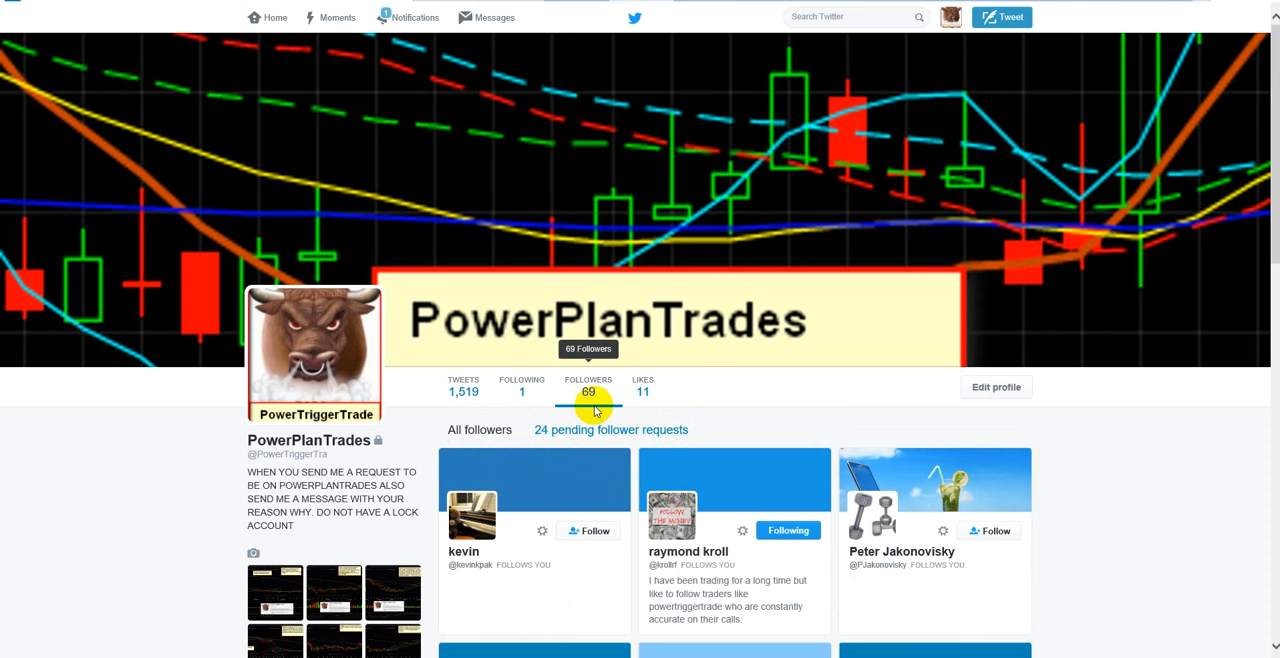 Home
Moments
1
Notifications
Messages
Search Twitter
Tweet
PowerPlanTrades
69 Followers
PowerTriggerTrade
TWEETS
1,519
FOLLOWING
1
FOLLOWERS
69
LIKES
11
Edit profile
PowerPlanTrades
@PowerTriggerTra
WHEN YOU SEND ME A REQUEST TO
BE ON POWERPLANTRADES ALSO
SEND ME A MESSAGE WITH YOUR
REASON WHY. DO NOT HAVE A LOCK
ACCOUNT
All followers
24 pending follower requests
Follow
kevin
@kevinkpak FOLLOWS YOU
FOLLOW
THE MONEY
Following
raymond kroll
@krollrf FOLLOWS YOU
I have been trading for a long time but
like to follow traders like
powertriggertrade who are constantly
accurate on their calls.
Follow
Peter Jakonovisky
@PJakonovisky FOLLOWS YOU